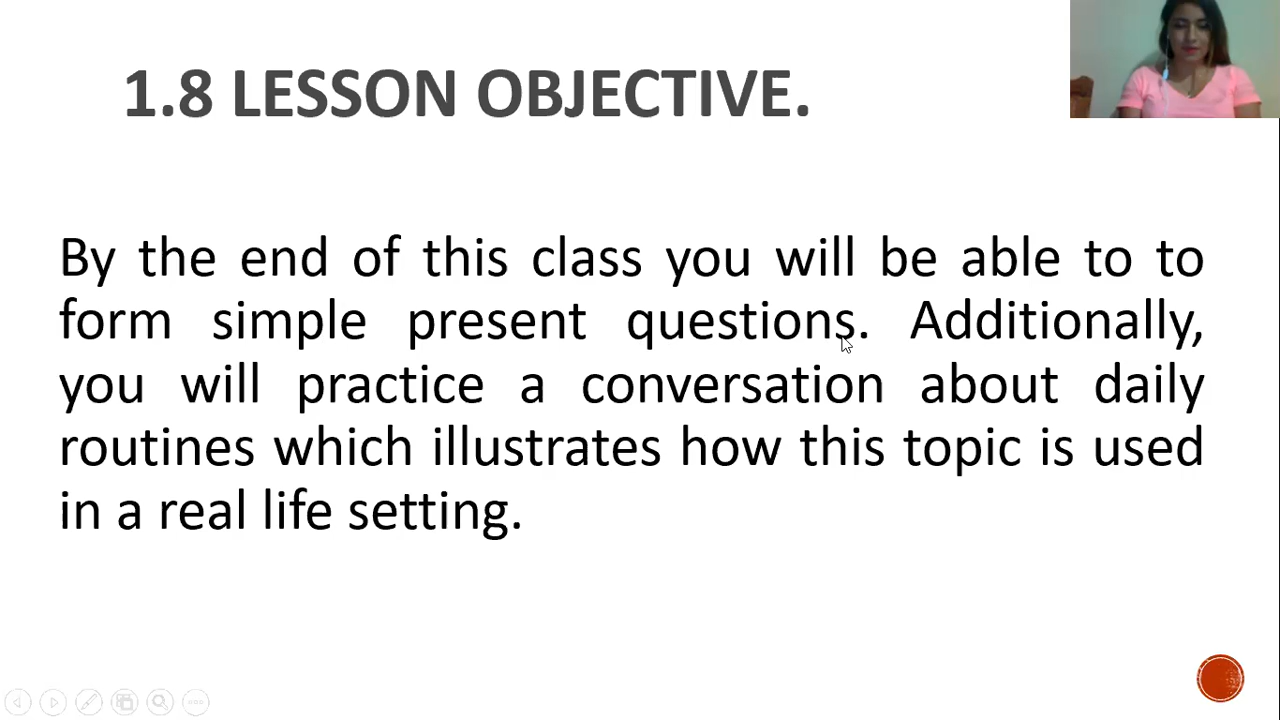 1.8 LESSON OBJECTIVE.
By the end of this class you will be able to to
form simple present questions. Additionally,
you will practice a conversation about daily
routines which illustrates how this topic is used
in a real life setting.